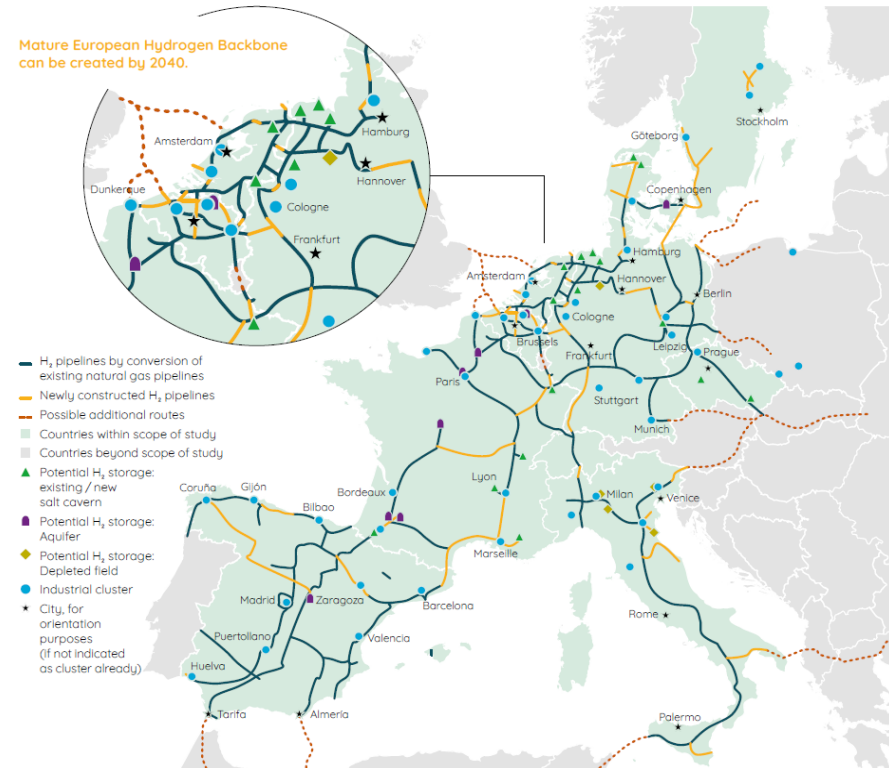 Mature European Hydrogen Backbone
can be created by 2040.
Amsterdam
Hamburg
Dunkerque
Hannover
Cologne
Frankfurt
H₂ pipelines by conversion of
existing natural gas pipelines
Newly constructed H₂ pipelines
Possible additional routes
Countries within scope of study
Countries beyond scope of study
Potential H₂ storage:
existing / new
salt cavern
Potential H₂ storage:
Aquifer
Potential H₂ storage:
Depleted field
Industrial cluster
City, for
orientation
purposes
(if not indicated
as cluster already)
Stockholm
Göteborg
Copenhagen
Hamburg
Amsterdam
Hannover
Berlin
Cologne
Brussels
Leipzig
Prague
Frankfurt
Paris
Stuttgart
Munich
Lyon
Milan
Venice
Coruña
Gijón
Bordeaux
Bilbao
Marseille
Madrid
Zaragoza
Barcelona
Rome
Puertollano
Valencia
Huelva
Tarifa
Almería
Palermo